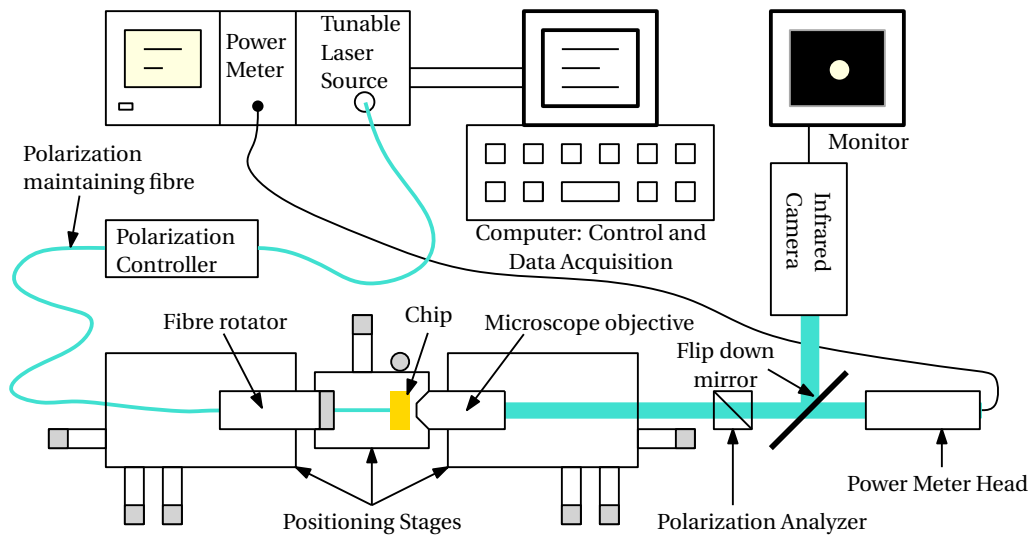 Power
Meter
Tunable
Laser
Source
Monitor
Polarization
maintaining fibre
Infrared
Camera
Polarization
Controller
Computer: Control and
Data Acquisition
Fibre rotator
Chip
Microscope objective
Flip down
mirror
Positioning Stages
Polarization Analyzer
Power Meter Head